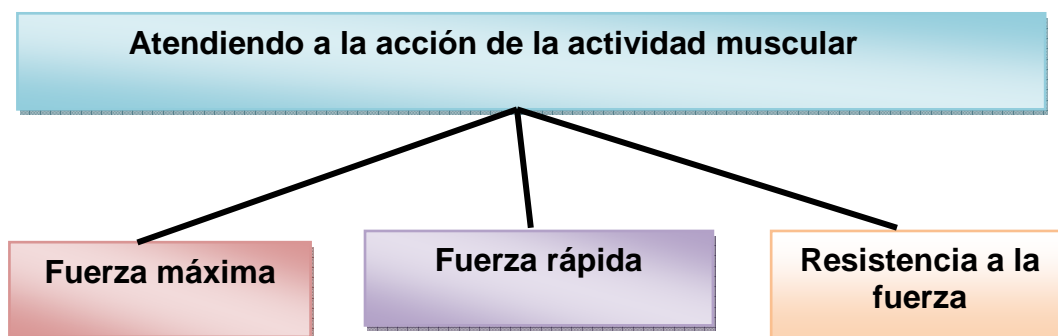 Atendiendo a la acción de la actividad muscular
Fuerza máxima
Fuerza rápida
Resistencia a la
fuerza